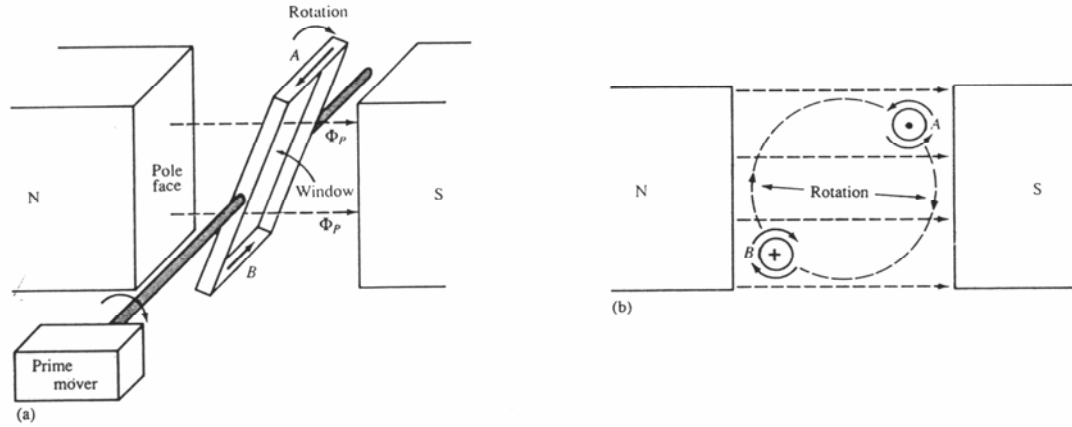 Rotation
A
Φ_P
Pole
face
N
Window
S
Φ_P
B
Prime
mover
(a)
A
N
Rotation
S
B
+
(b)